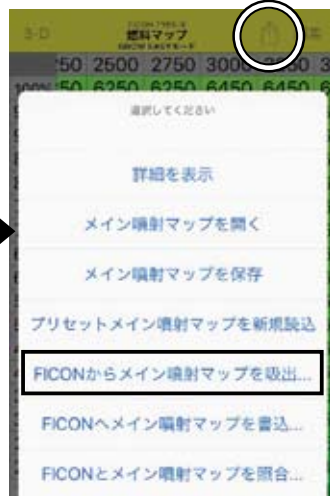 3-D
燃料マップ
:50 2500 2750 3000
100% :50 6250 6250 6450 6450 6
選択してください
詳細を表示
メイン噴射マップを開く
メイン噴射マップを保存
プリセットメイン噴射マップを新規読込
FICONからメイン噴射マップを吸出...
FICONへメイン噴射マップを書込...
FICONとメイン噴射マップを照合...